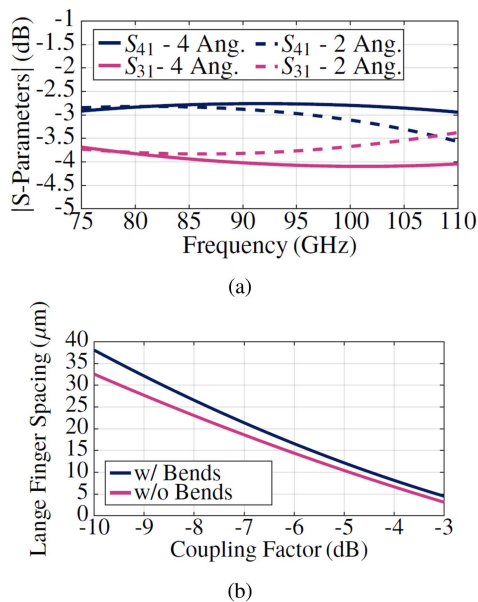 -1
-1.5
-2
-2.5
-3
-3.5
-4
-4.5
-5
|S-Parameters| (dB)
S41 - 4 Ang.
S41 - 2 Ang.
S31- 4 Ang.
S31 - 2 Ang.
75 80 85 90 95 100 105 110
Frequency (GHz)
(a)
40
35
30
25
20
15
10
5
0
Lange Finger Spacing (μm)
w/ Bends
w/o Bends
-10 -9 -8 -7 -6 -5 -4 -3
Coupling Factor (dB)
(b)